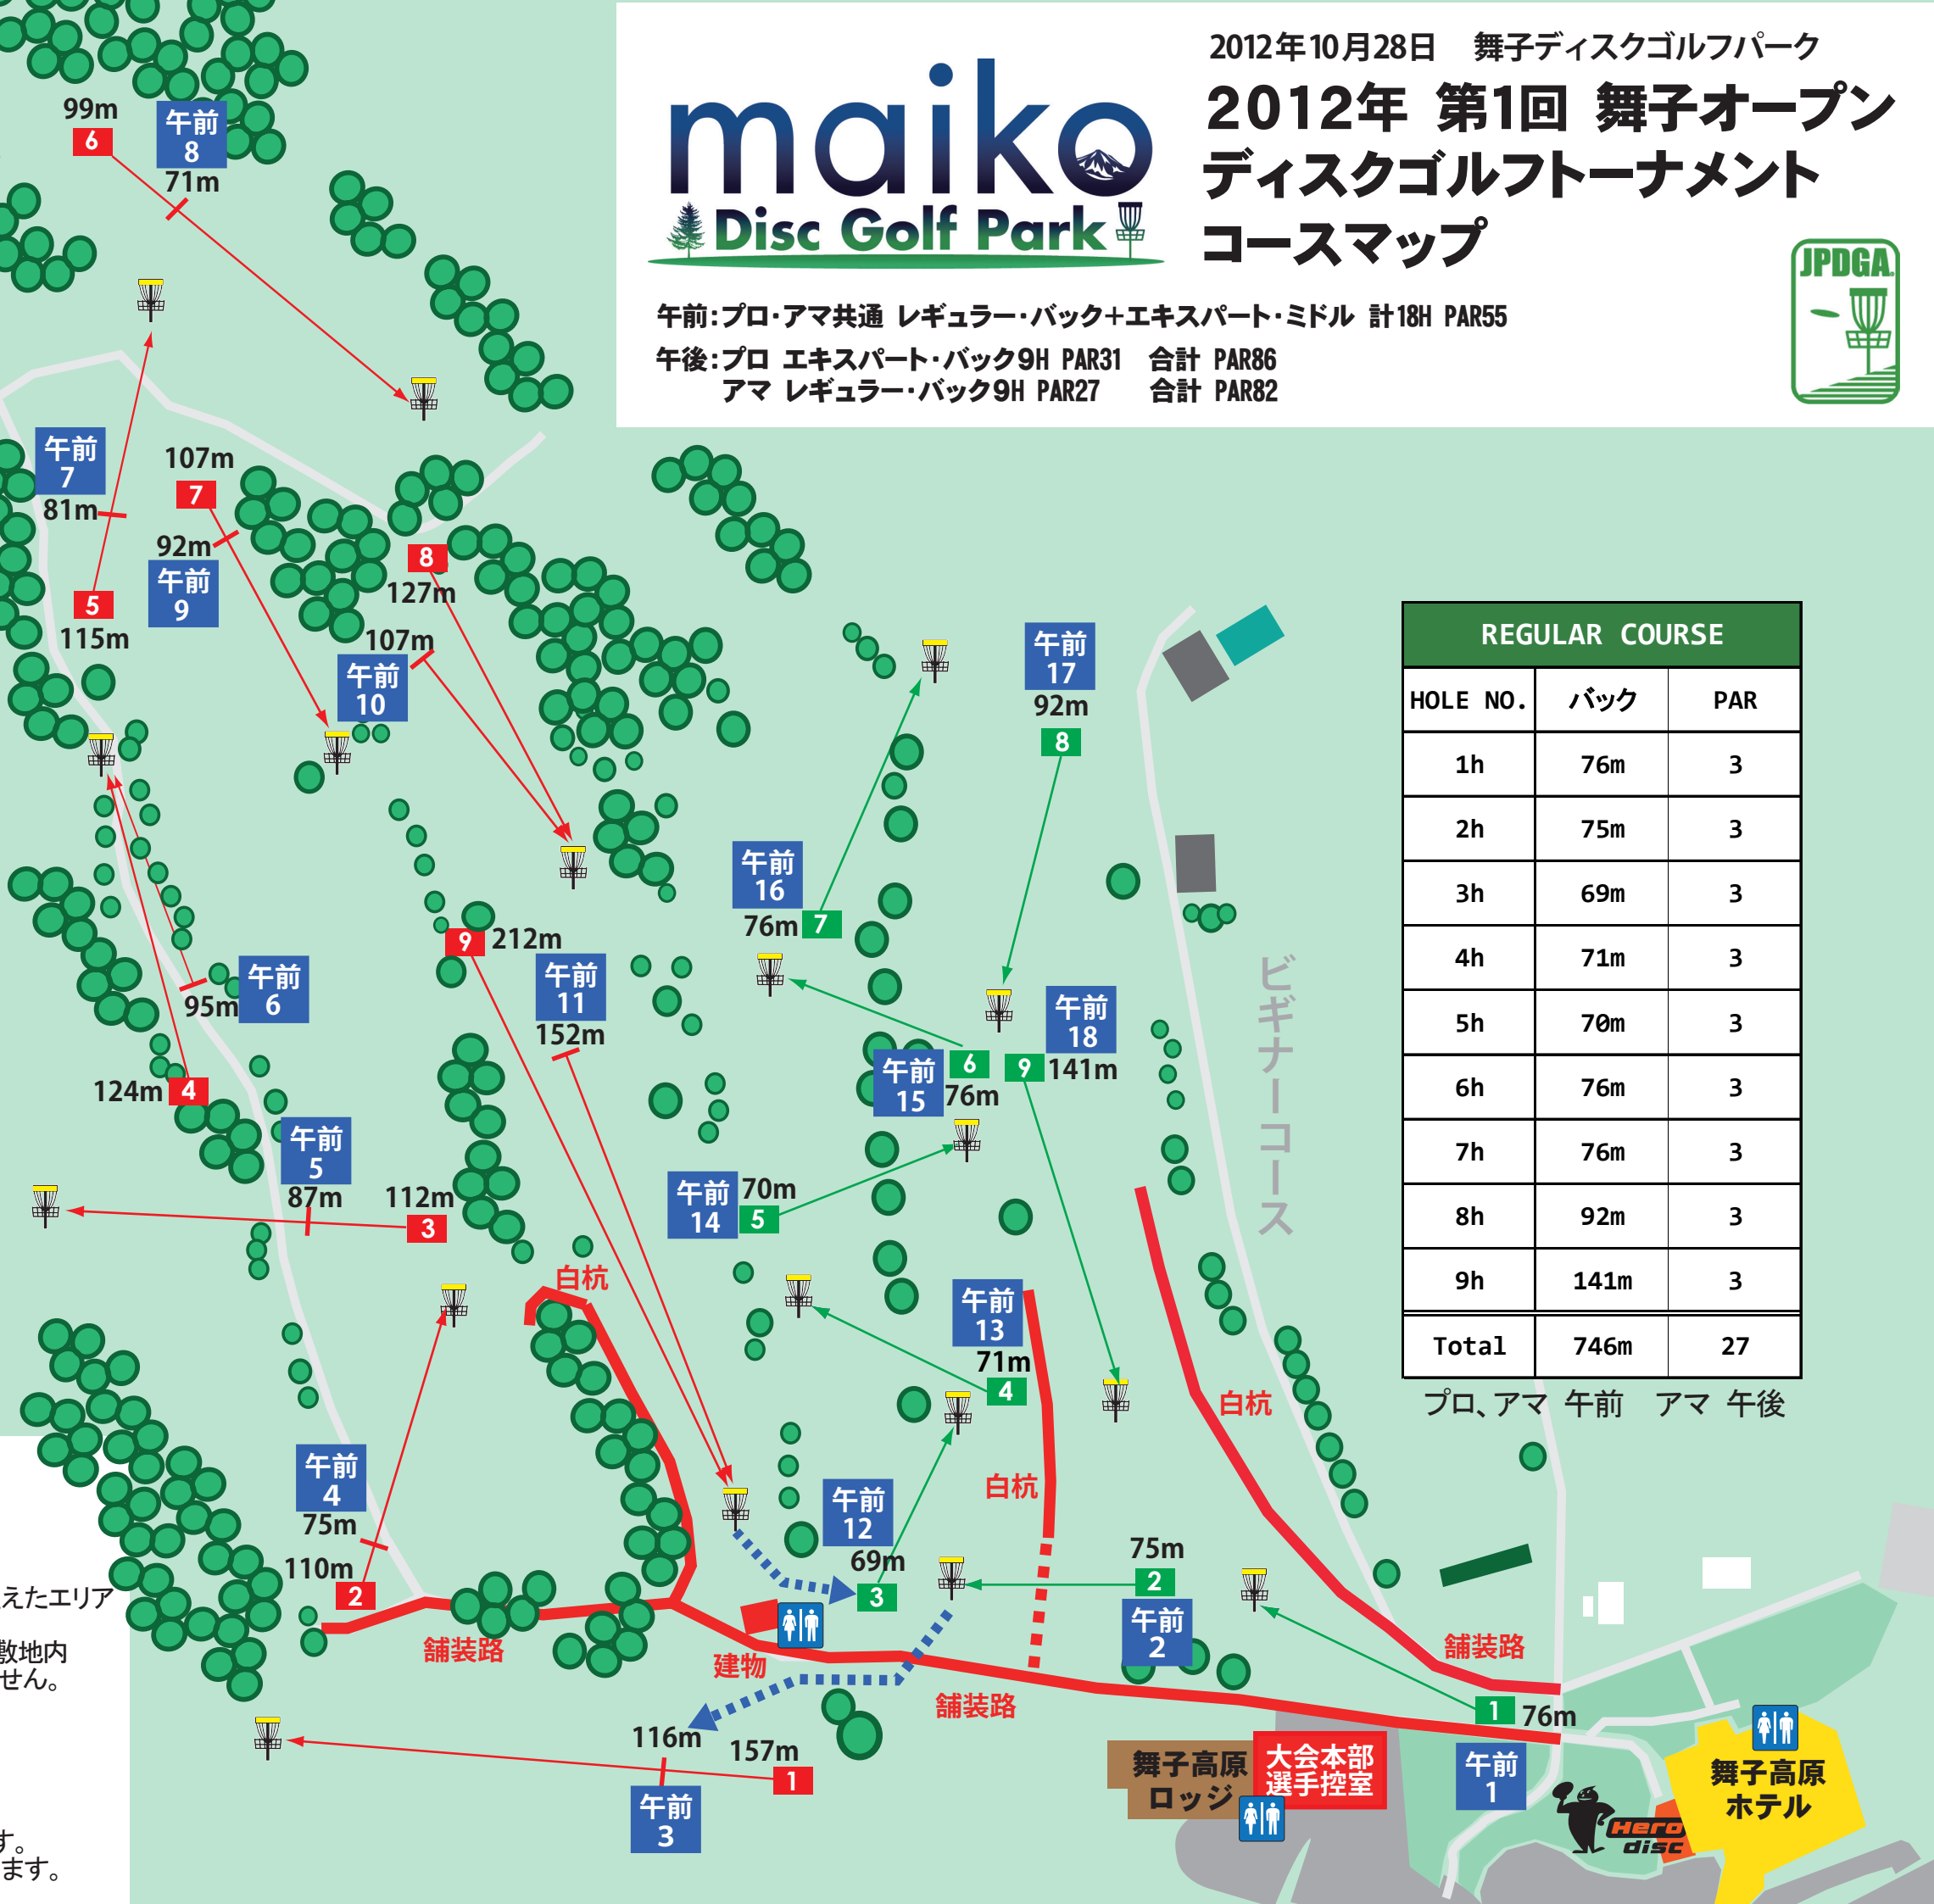 2012年10月28日 舞子ディスクゴルフパーク
2012年 第1回 舞子オープン
ディスクゴルフトーナメント
コースマップ
maiko
Disc Golf Park
JPDGA
午前：プロ・アマ共通 レギュラー・バック＋エキスパート・ミドル 計18H PAR55
午後：プロ エキスパート・バック9H PAR31 合計 PAR86
アマ レギュラー・バック9H PAR27 合計 PAR82
99m
6
午前
8
71m
午前
7
81m
107m
7
92m
午前
9
5
115m
8
127m
107m
午前
10
午前
17
92m
8
午前
16
76m
7
9
212m
午前
11
152m
95m
午前
6
124m
4
午前
18
6
9
141m
午前
15
76m
午前
5
87m
112m
3
午前
14
70m
5
白杭
午前
13
71m
4
白杭
白杭
ビギナーコース
午前
4
75m
110m
2
午前
12
69m
3
75m
2
午前
2
舗装路
建物
舗装路
舗装路
1
76m
午前
1
116m
157m
1
午前
3
舞子高原
ロッジ
大会本部
選手控室
舞子高原
ホテル
Hero
disc
REGULAR COURSE
HOLE NO. バック PAR
1h 76m 3
2h 75m 3
3h 69m 3
4h 71m 3
5h 70m 3
6h 76m 3
7h 76m 3
8h 92m 3
9h 141m 3
Total 746m 27
プロ、アマ 午前 アマ 午後
えたエリア
敷地内
せん。
す。
ます。